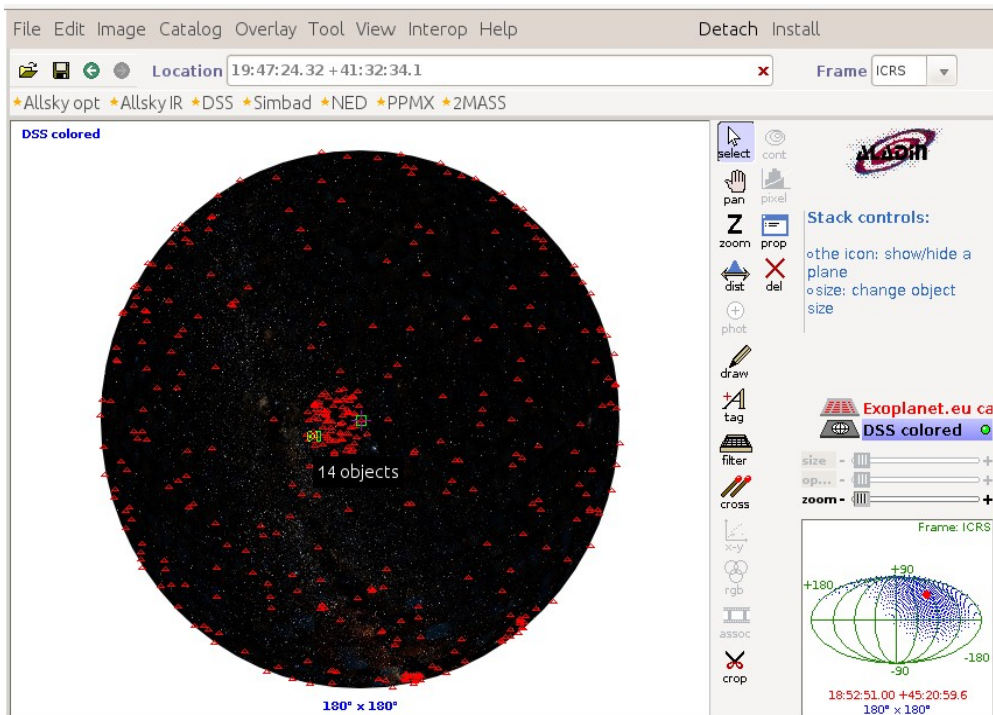 File Edit Image Catalog Overlay Tool View Interop Help Detach Install
Location 19:47:24.32 +41:32:34.1 Frame ICRS
Allsky opt Allsky IR DSS Simbad NED PPMX 2MASS
DSS colored
14 objects
180° x 180°
select cont
pan pixel
Z
zoom prop
dist del
phot
draw
A
tag
filter
cross
x-y
rgb
assoc
crop
ALADIN
Stack controls:
the icon: show/hide a
plane
size: change object
size
Exoplanet.eu ca
DSS colored
size - +
op... - +
zoom - +
Frame: ICRS
+90
+180
-180
-90
18:52:51.00 +45:20:59.6
180° x 180°